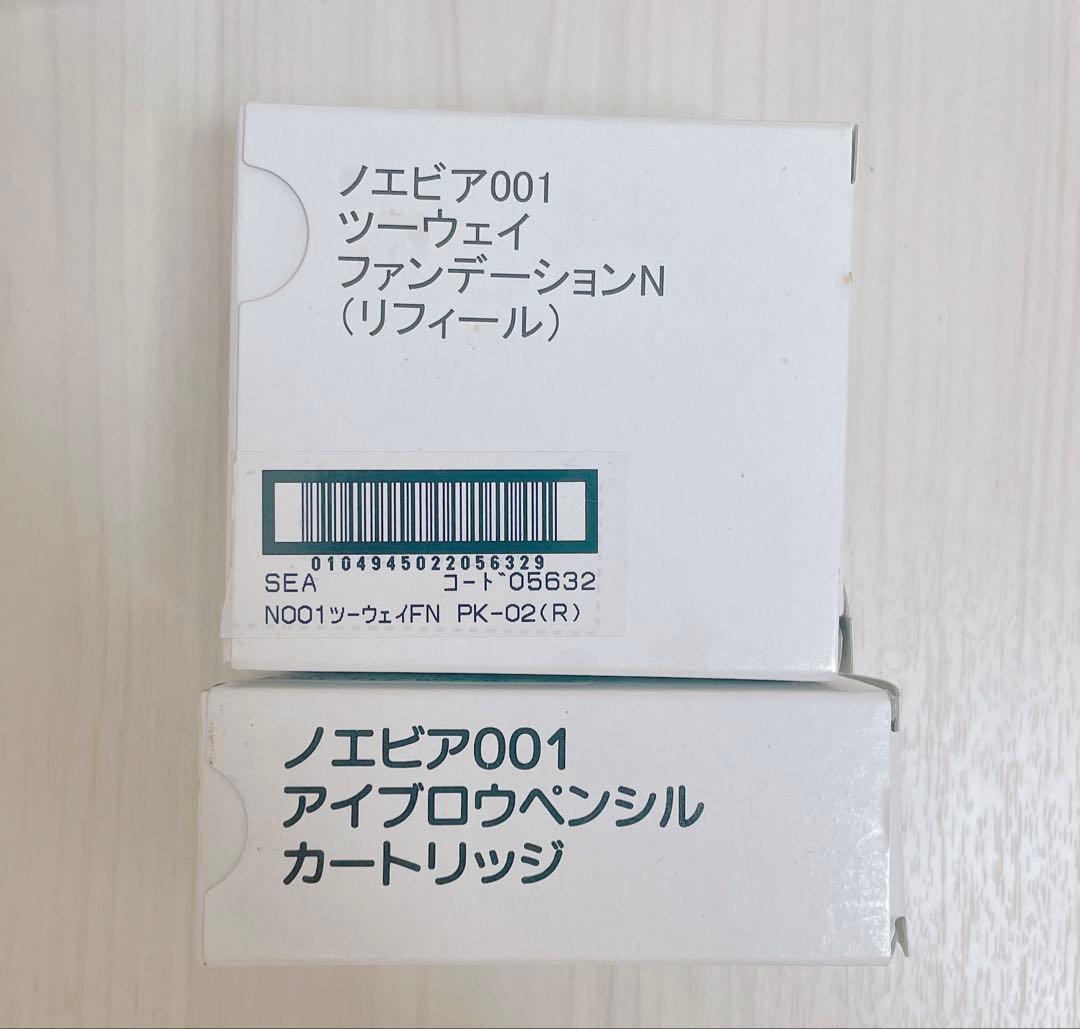 ノエビア001
ツーウェイ
ファンデーションN
(リフィール)
0104945022056329
SEA コード05632
N001ツーウェイFN PK-02(R)
ノエビア001
アイブロウペンシル
カートリッジ